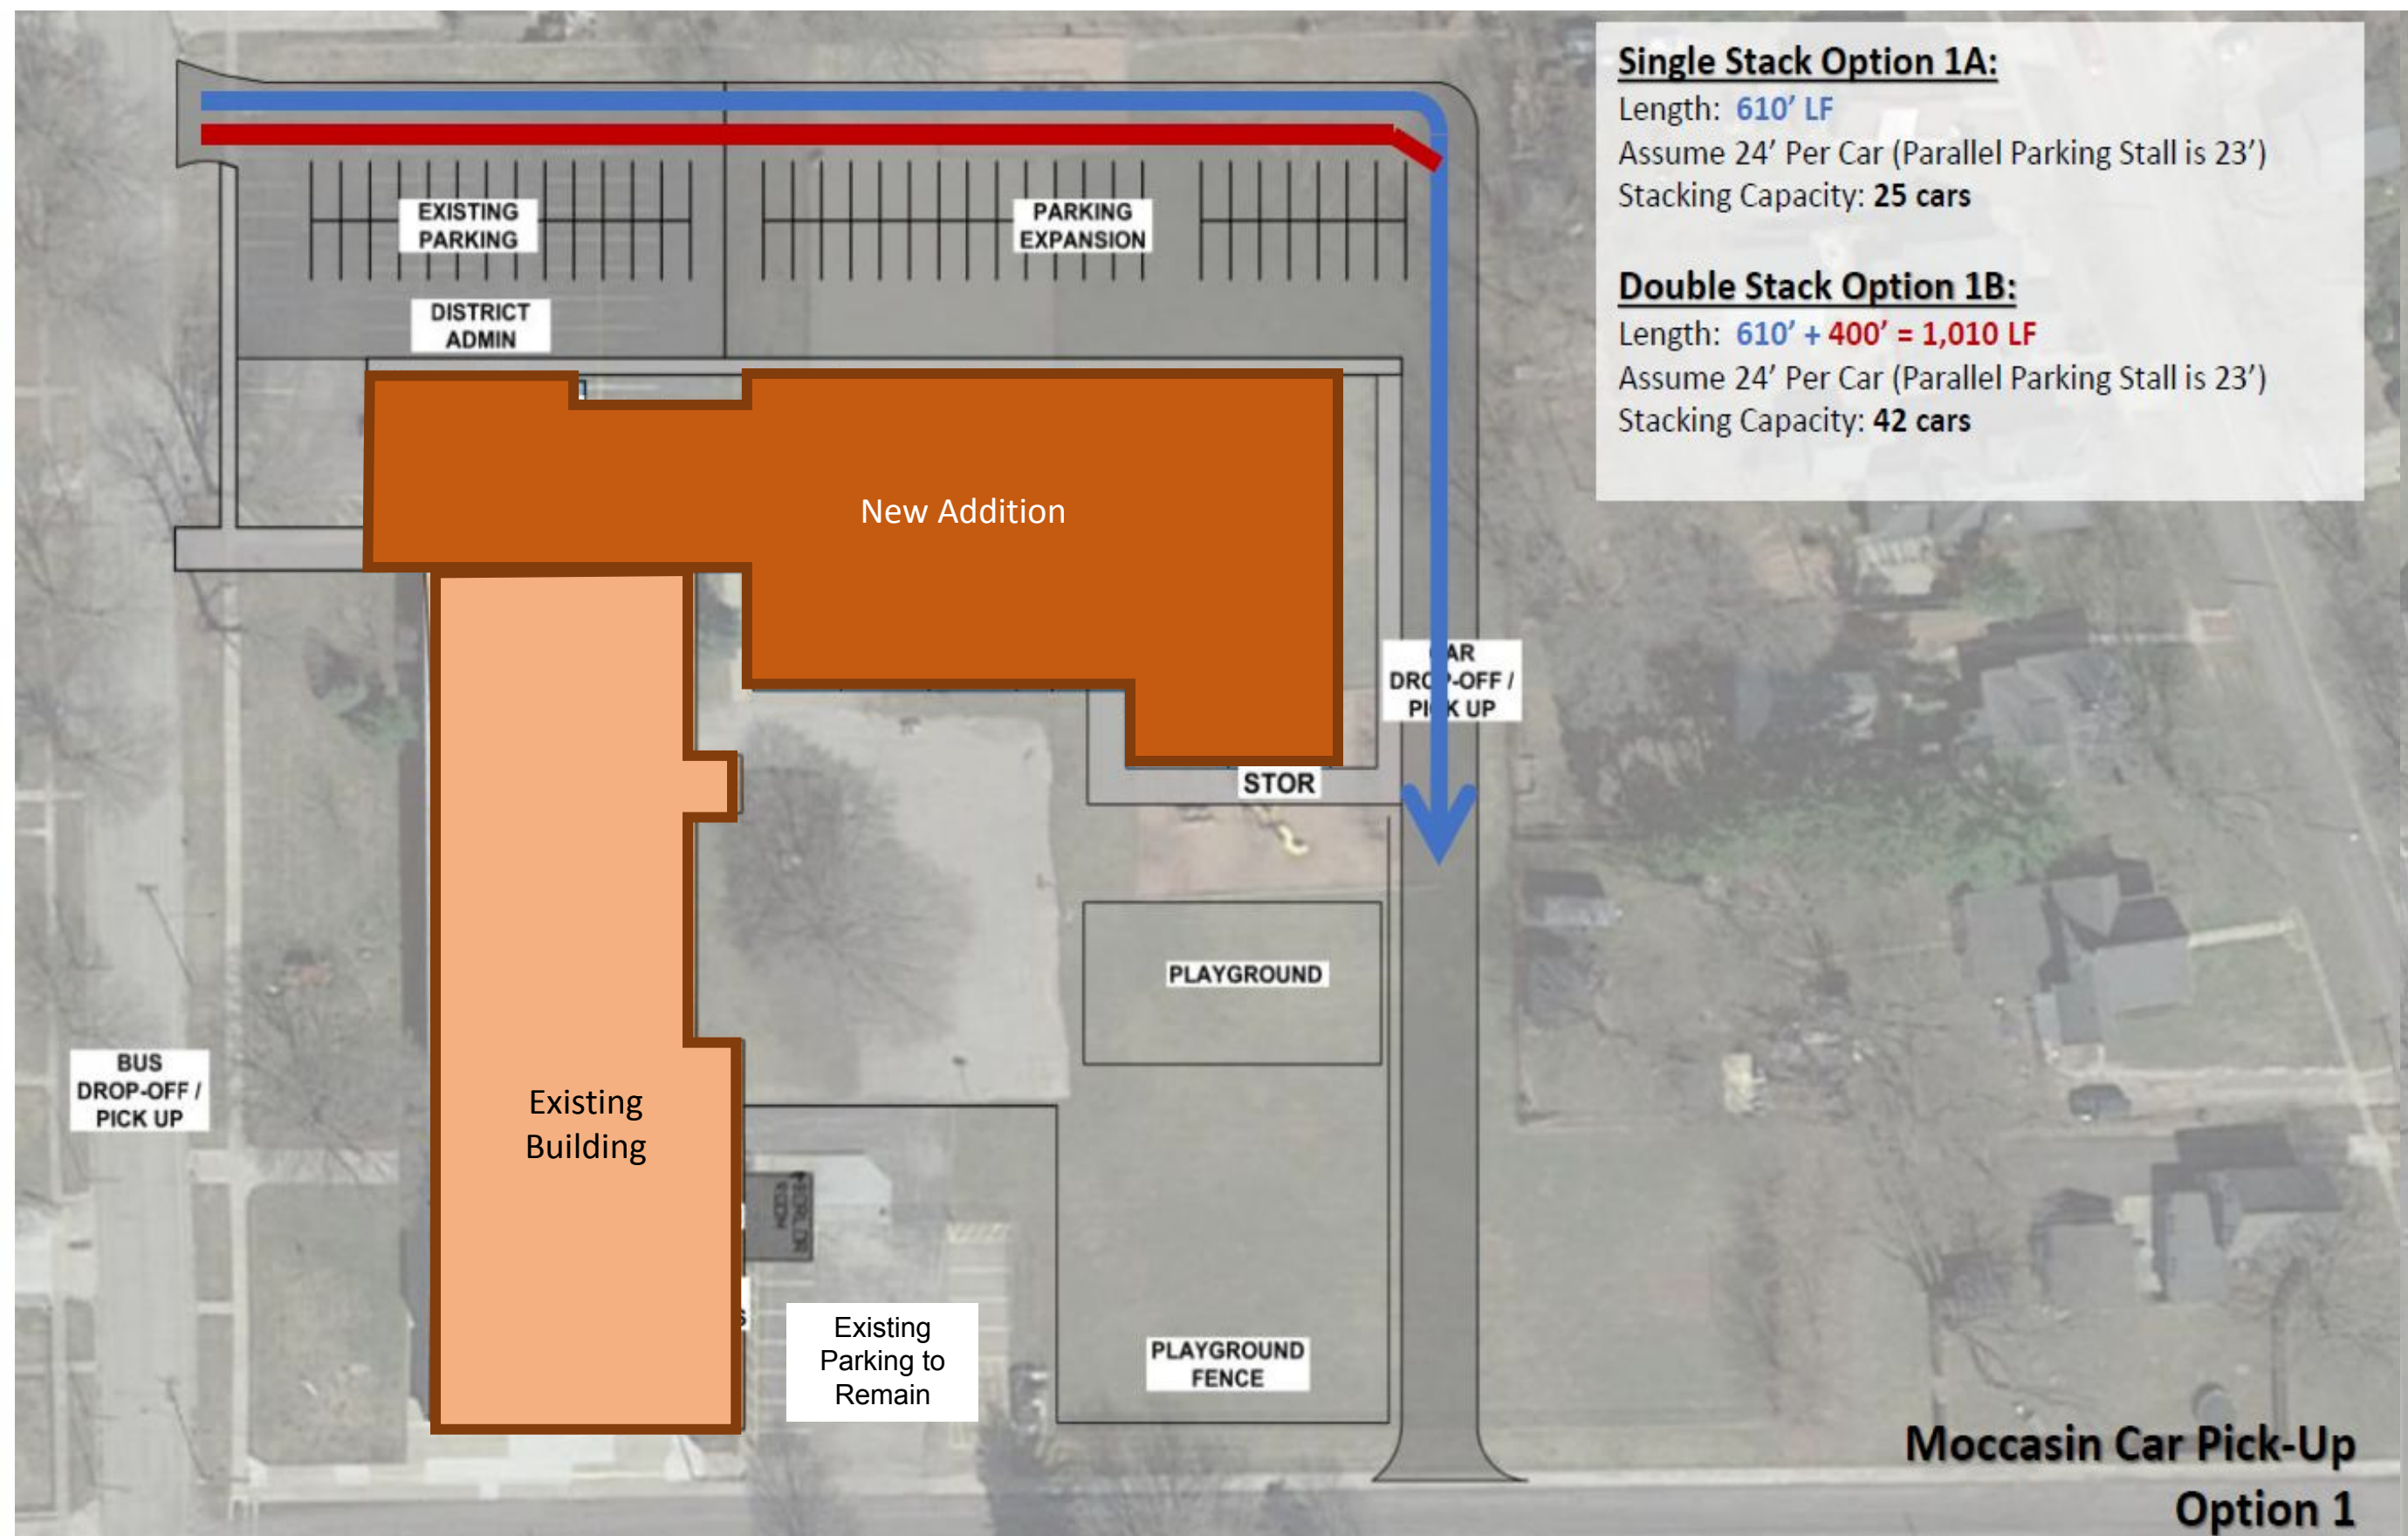 Single Stack Option 1A:
Length: 610' LF
Assume 24' Per Car (Parallel Parking Stall is 23')
Stacking Capacity: 25 cars
Double Stack Option 1B:
Length: 610' + 400' = 1,010 LF
Assume 24' Per Car (Parallel Parking Stall is 23')
Stacking Capacity: 42 cars
EXISTING
PARKING
PARKING
EXPANSION
DISTRICT
ADMIN
New Addition
AR
DROP-OFF /
PICK UP
STOR
PLAYGROUND
BUS
DROP-OFF /
PICK UP
Existing
Building
Existing
Parking to
Remain
PLAYGROUND
FENCE
Moccasin Car Pick-Up
Option 1